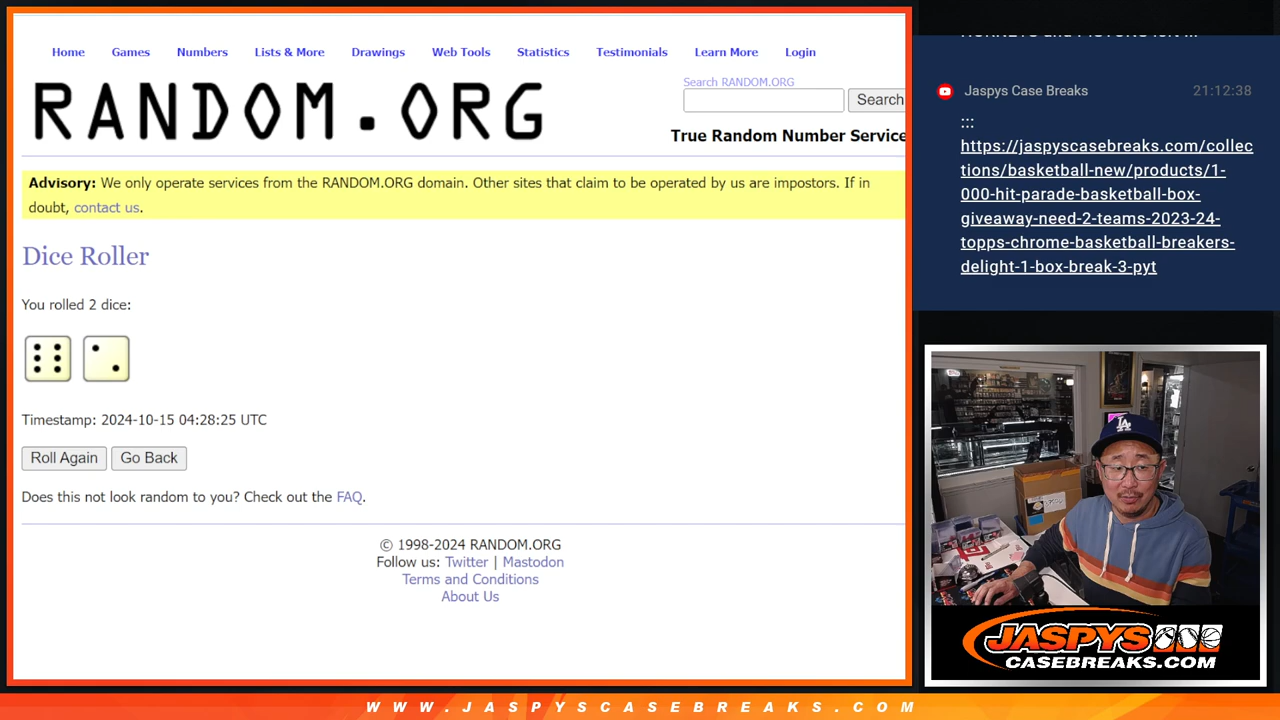 Home Games Numbers Lists & More Drawings Web Tools Statistics Testimonials Learn More Login
RANDOM.ORG
Search RANDOM.ORG
Search
True Random Number Service
Advisory: We only operate services from the RANDOM.ORG domain. Other sites that claim to be operated by us are impostors. If in
doubt, contact us.
Dice Roller
You rolled 2 dice:
Timestamp: 2024-10-15 04:28:25 UTC
Roll Again Go Back
Does this not look random to you? Check out the FAQ.
© 1998-2024 RANDOM.ORG
Follow us: Twitter | Mastodon
Terms and Conditions
About Us
Jaspys Case Breaks 21:12:38
:::
https://jaspyscasebreaks.com/collec
tions/basketball-new/products/1-
000-hit-parade-basketball-box-
giveaway-need-2-teams-2023-24-
topps-chrome-basketball-breakers-
delight-1-box-break-3-pyt
LA
JASPYS
CASEBREAKS.COM
WWW.JASPYSCASEBREAKS.COM